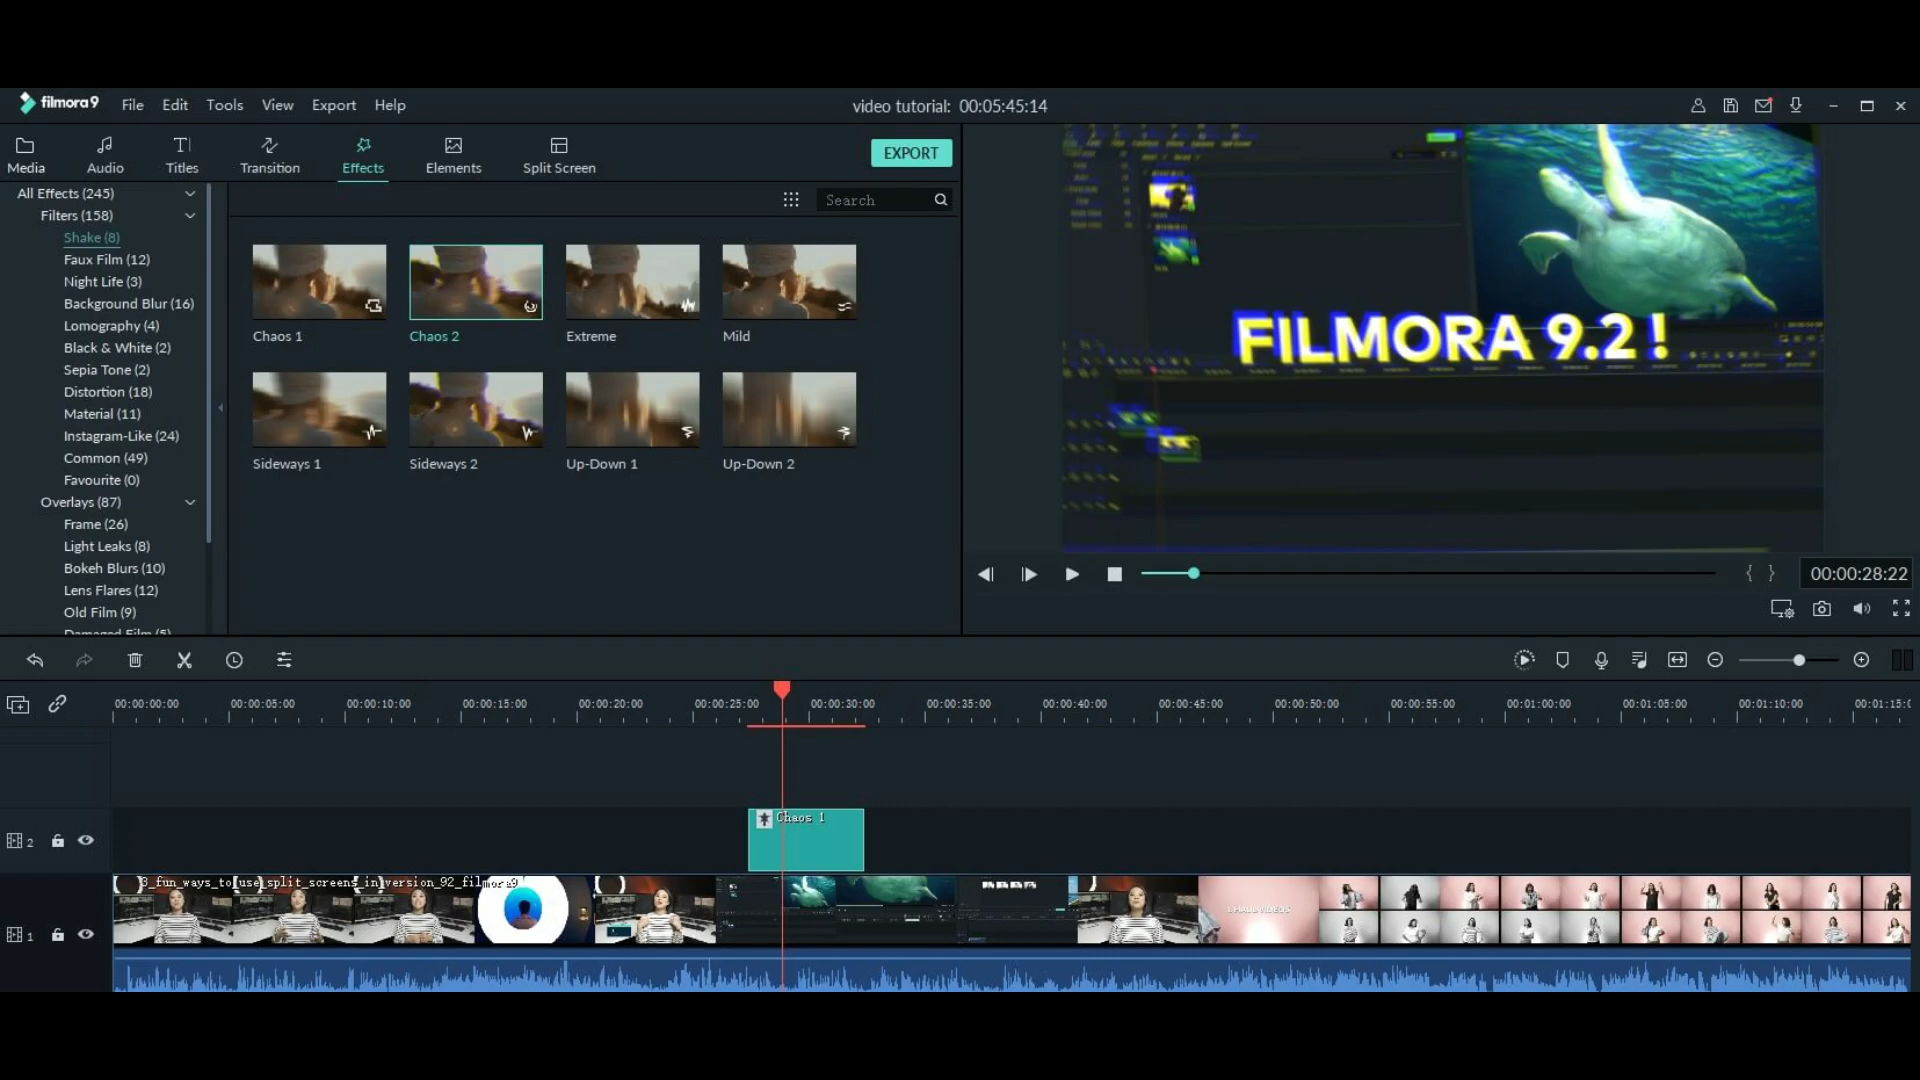 filmora9 File Edit Tools View Export Help
video tutorial: 00:05:45:14
Media Audio Titles Transition Effects Elements Split Screen
EXPORT
All Effects (245)
Filters (158)
Shake (8)
Faux Film (12)
Night Life (3)
Background Blur (16)
Lomography (4)
Black & White (2)
Sepia Tone (2)
Distortion (18)
Material (11)
Instagram-Like (24)
Common (49)
Favourite (0)
Overlays (87)
Frame (26)
Light Leaks (8)
Bokeh Blurs (10)
Lens Flares (12)
Old Film (9)
Damaged Film (5)
Search
Chaos 1 Chaos 2 Extreme Mild
Sideways 1 Sideways 2 Up-Down 1 Up-Down 2
FILMORA 9.2 !
{ } 00:00:28:22
00:00:00:00 00:00:05:00 00:00:10:00 00:00:15:00 00:00:20:00 00:00:25:00 00:00:30:00 00:00:35:00 00:00:40:00 00:00:45:00 00:00:50:00 00:00:55:00 00:01:00:00 00:01:05:00 00:01:10:00 00:01:15:0
2
Chaos 1
3_fun_ways_to_use_split_screens_in_version_92_filmora9
1